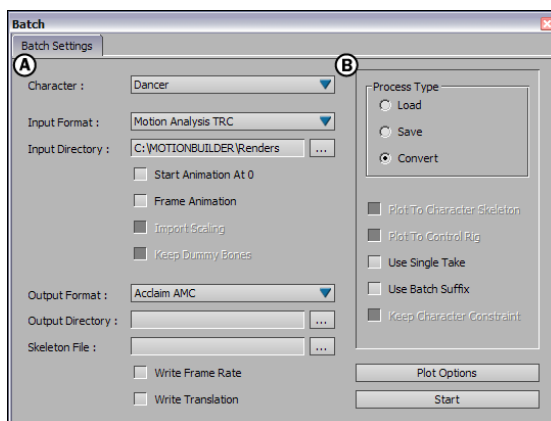 Batch
Batch Settings
A
Character :
Dancer
Input Format :
Motion Analysis TRC
Input Directory :
C:\MOTIONBUILDER\Renders
...
Start Animation At 0
Frame Animation
Import Scaling
Keep Dummy Bones
Output Format :
Acclaim AMC
Output Directory :
...
Skeleton File :
...
Write Frame Rate
Write Translation
B
Process Type
Load
Save
Convert
Plot To Character Skeleton
Plot To Control Rig
Use Single Take
Use Batch Suffix
Keep Character Constraint
Plot Options
Start